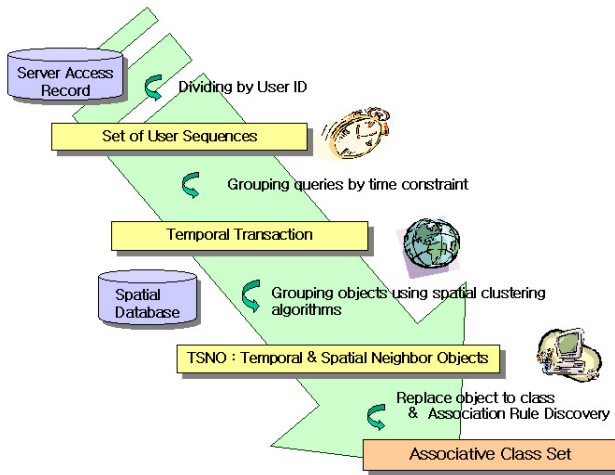 Server Access
Record
Dividing by User ID
Set of User Sequences
Grouping queries by time constraint
Temporal Transaction
Spatial
Database
Grouping objects using spatial clustering
algorithms
TSNO : Temporal & Spatial Neighbor Objects
Replace object to class
& Association Rule Discovery
Associative Class Set